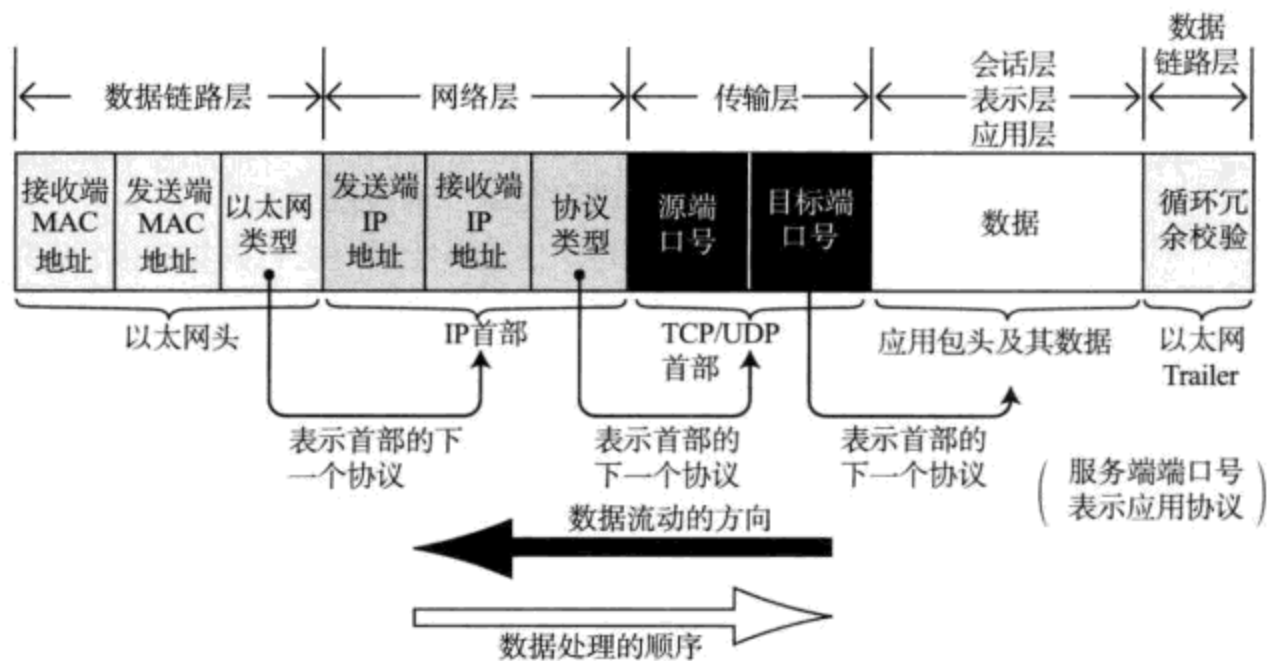 数据
链路层
数据链路层
网络层
传输层
会话层
表示层
应用层
接收端
MAC
地址
发送端
MAC
地址
以太网
类型
发送端
IP
地址
接收端
IP
地址
协议
类型
源端
口号
目标端
口号
数据
循环冗
余校验
以太网头
IP首部
TCP/UDP
首部
应用包头及其数据
以太网
Trailer
表示首部的下
一个协议
表示首部的
下一个协议
表示首部的
下一个协议
(服务端端口号
表示应用协议)
数据流动的方向
数据处理的顺序